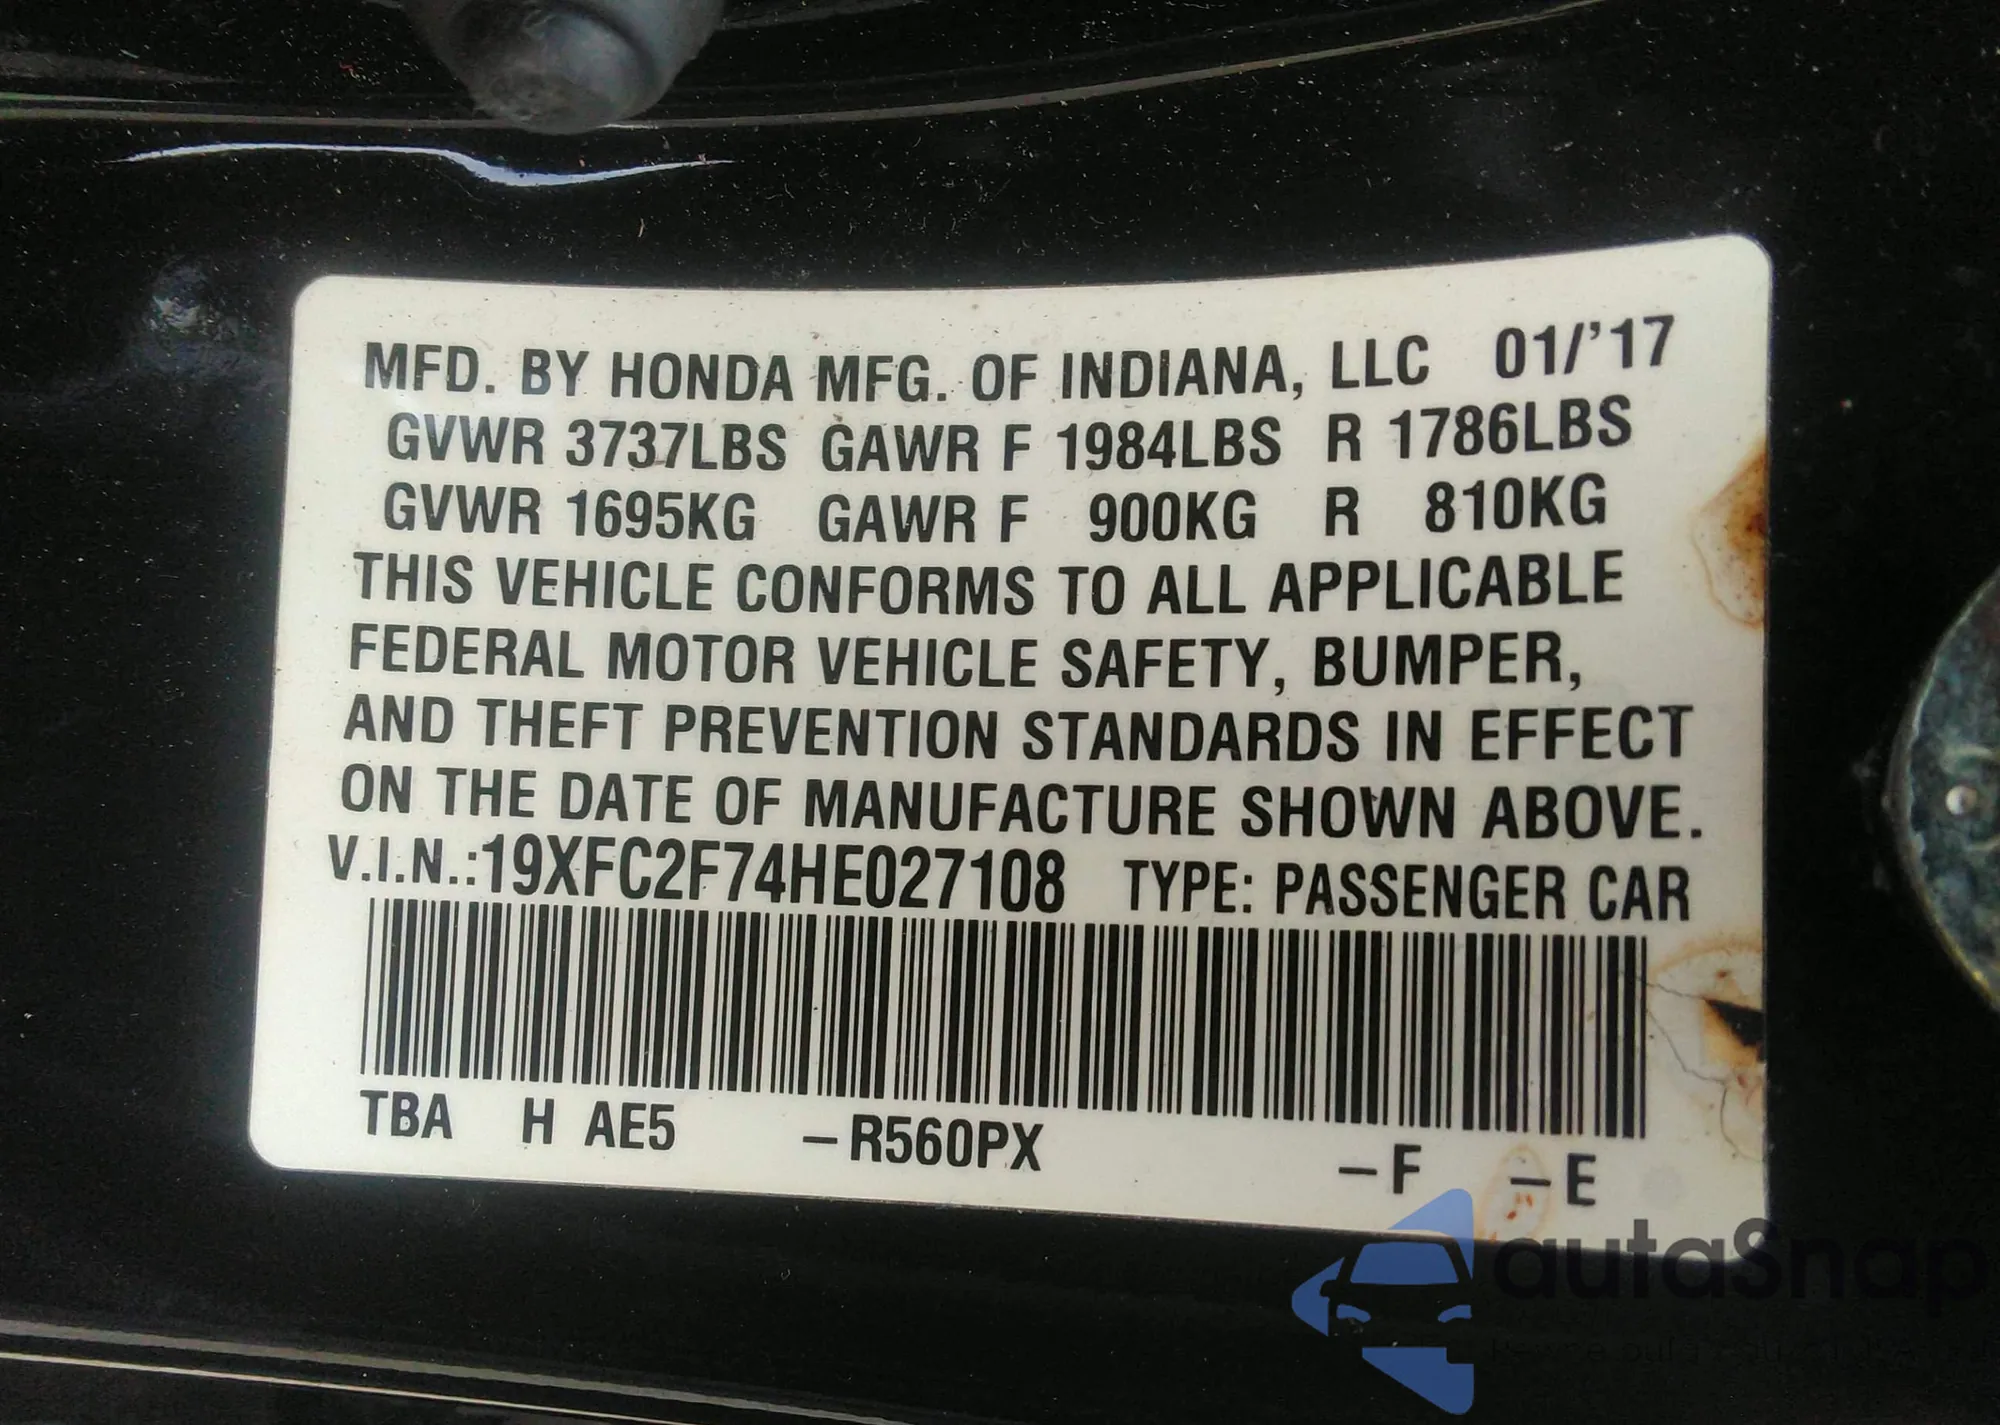 MFD. BY HONDA MFG. OF INDIANA, LLC 01/'17
GVWR 3737LBS GAWR F 1984LBS R 1786LBS
GVWR 1695KG GAWR F 900KG R 810KG
THIS VEHICLE CONFORMS TO ALL APPLICABLE
FEDERAL MOTOR VEHICLE SAFETY, BUMPER,
AND THEFT PREVENTION STANDARDS IN EFFECT
ON THE DATE OF MANUFACTURE SHOWN ABOVE.
V.I.N.:19XFC2F74HE027108 TYPE: PASSENGER CAR
TBA H AE5 –R560PX –F –E
autaSnap